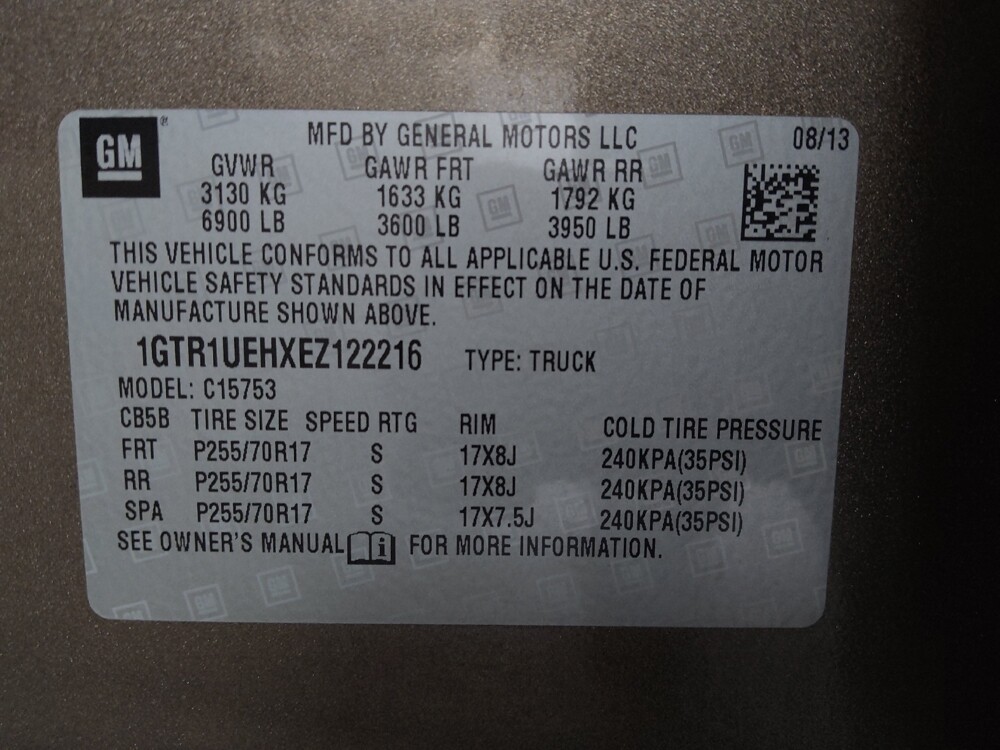 GM ® MFD BY GENERAL MOTORS LLC 08/13
GVWR GAWR FRT GAWR RR
3130 KG 1633 KG 1792 KG
6900 LB 3600 LB 3950 LB
THIS VEHICLE CONFORMS TO ALL APPLICABLE U.S. FEDERAL MOTOR
VEHICLE SAFETY STANDARDS IN EFFECT ON THE DATE OF
MANUFACTURE SHOWN ABOVE.
1GTR1UEHXEZ122216 TYPE: TRUCK
MODEL: C15753
CB5B TIRE SIZE SPEED RTG RIM COLD TIRE PRESSURE
FRT P255/70R17 S 17X8J 240KPA(35PSI)
RR P255/70R17 S 17X8J 240KPA(35PSI)
SPA P255/70R17 S 17X7.5J 240KPA(35PSI)
SEE OWNER'S MANUAL i FOR MORE INFORMATION.